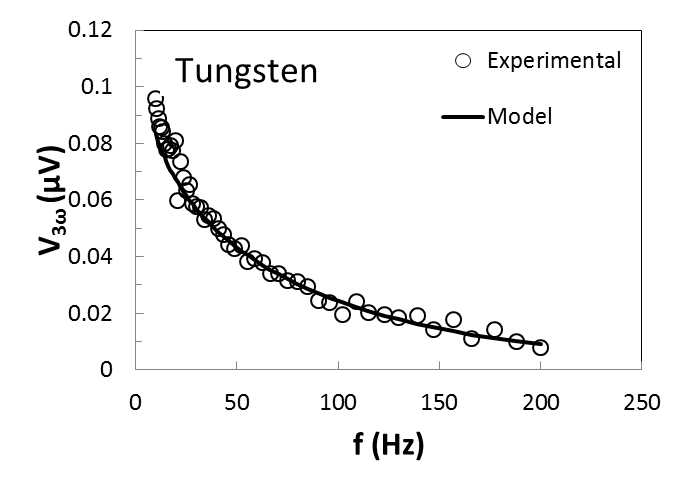 0.12
Tungsten
Experimental
Model
0.1
0.08
0.06
0.04
0.02
0
V3ω (µV)
0 50 100 150 200 250
f (Hz)